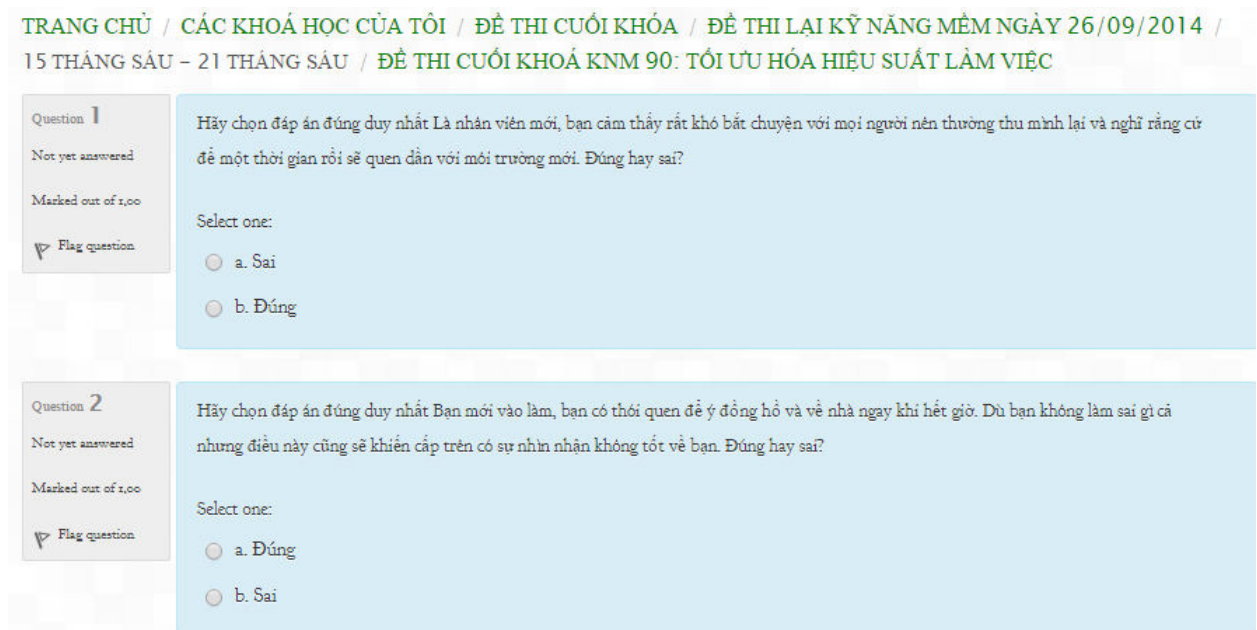 TRANG CHỦ / CÁC KHOÁ HỌC CỦA TÔI / ĐỀ THI CUỐI KHÓA / ĐỀ THI LẠI KỸ NĂNG MỀM NGÀY 26/09/2014 /
15 THÁNG SÁU – 21 THÁNG SÁU / ĐỀ THI CUỐI KHOÁ KNM 90: TỐI ƯU HÓA HIỆU SUẤT LÀM VIỆC
Question 1
Not yet answered
Marked out of 1,00
Flag question
Hãy chọn đáp án đúng duy nhất Là nhân viên mới, bạn cảm thấy rất khó bắt chuyện với mọi người nên thường thu mình lại và nghĩ rằng cứ
để một thời gian rồi sẽ quen dần với môi trường mới. Đúng hay sai?
Select one:
a. Sai
b. Đúng
Question 2
Not yet answered
Marked out of 1,00
Flag question
Hãy chọn đáp án đúng duy nhất Bạn mới vào làm, bạn có thói quen để ý đồng hồ và về nhà ngay khi hết giờ. Dù bạn không làm sai gì cả
nhưng điều này cũng sẽ khiến cấp trên có sự nhìn nhận không tốt về bạn. Đúng hay sai?
Select one:
a. Đúng
b. Sai